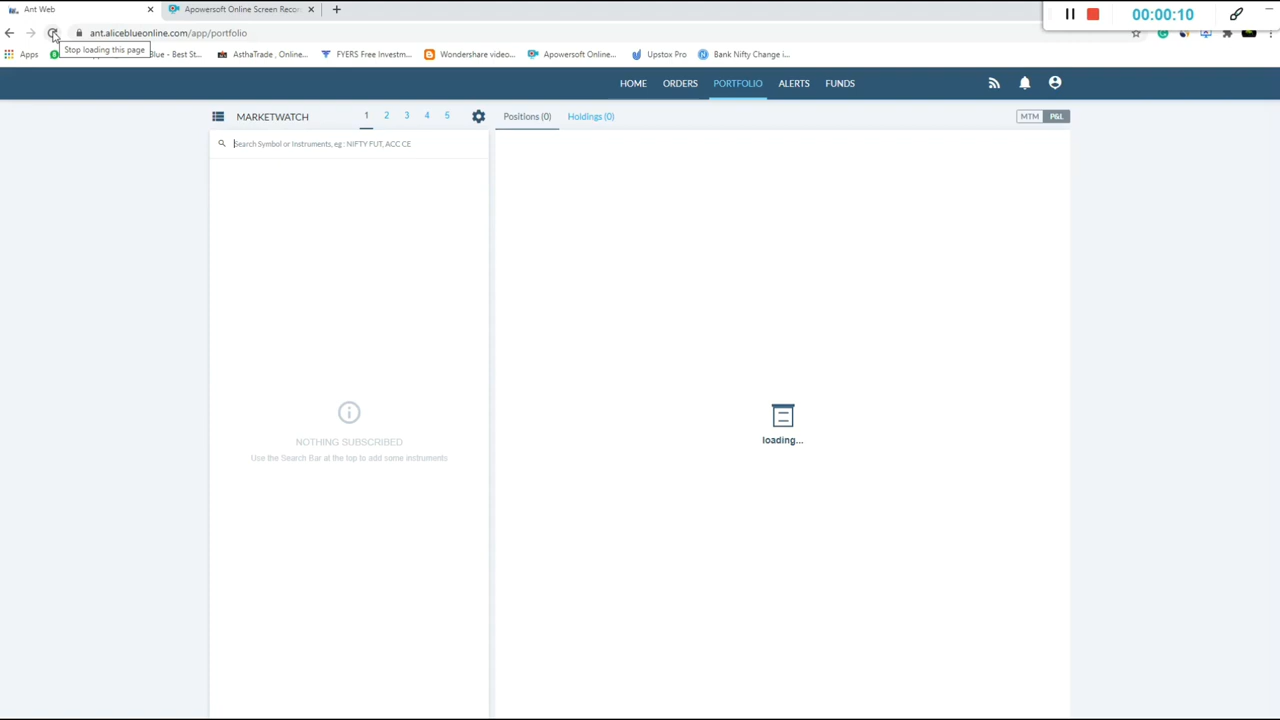 Ant Web
Apowersoft Online Screen Recor
00:00:10
ant.aliceblueonline.com/app/portfolio
Stop loading this page
Apps
Blue - Best St...
AsthaTrade , Online...
FYERS Free Investm...
Wondershare video...
Apowersoft Online...
Upstox Pro
Bank Nifty Change i...
HOME
ORDERS
PORTFOLIO
ALERTS
FUNDS
MARKETWATCH
1
2
3
4
5
Positions (0)
Holdings (0)
MTM
P&L
Search Symbol or Instruments, eg.: NIFTY FUT, ACC CE
NOTHING SUBSCRIBED
Use the Search Bar at the top to add some instruments
loading...